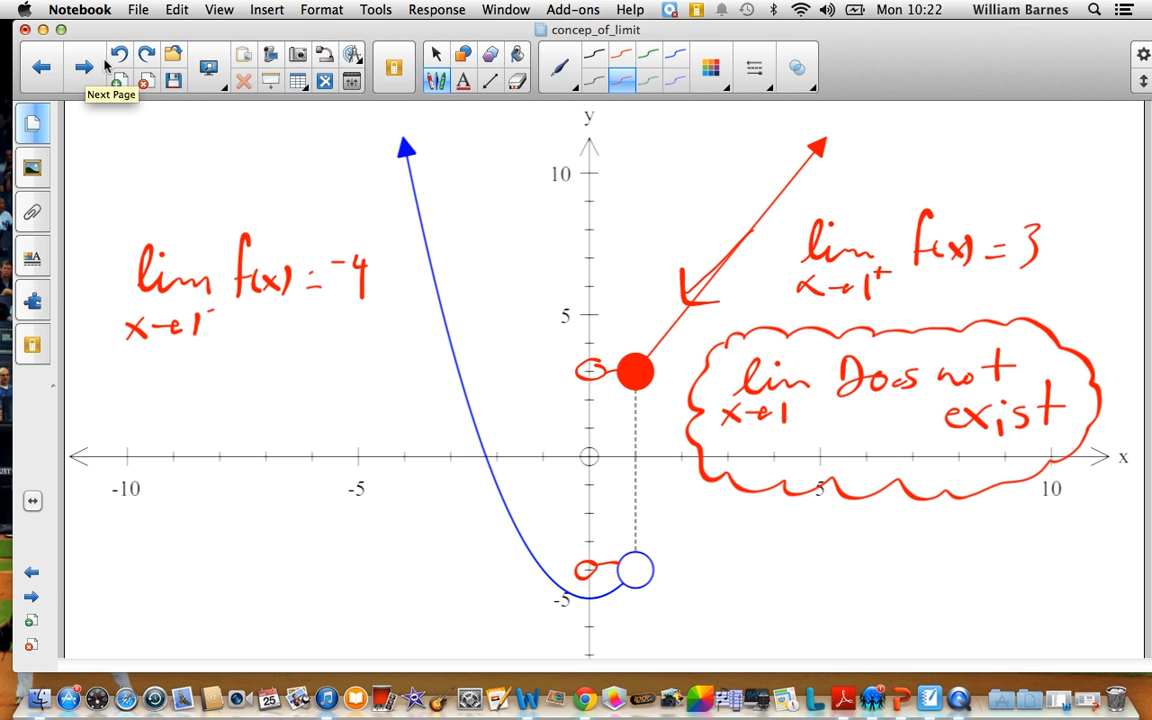 Notebook File Edit View Insert Format Tools Response Window Add-ons Help Mon 10:22 William Barnes
concep_of_limit
Next Page
y
10
lim f(x) = 3
x→1+
lim f(x) = -4
x→1-
5
lim Does not
x→1 exist
x
-10 -5 5 10
-5